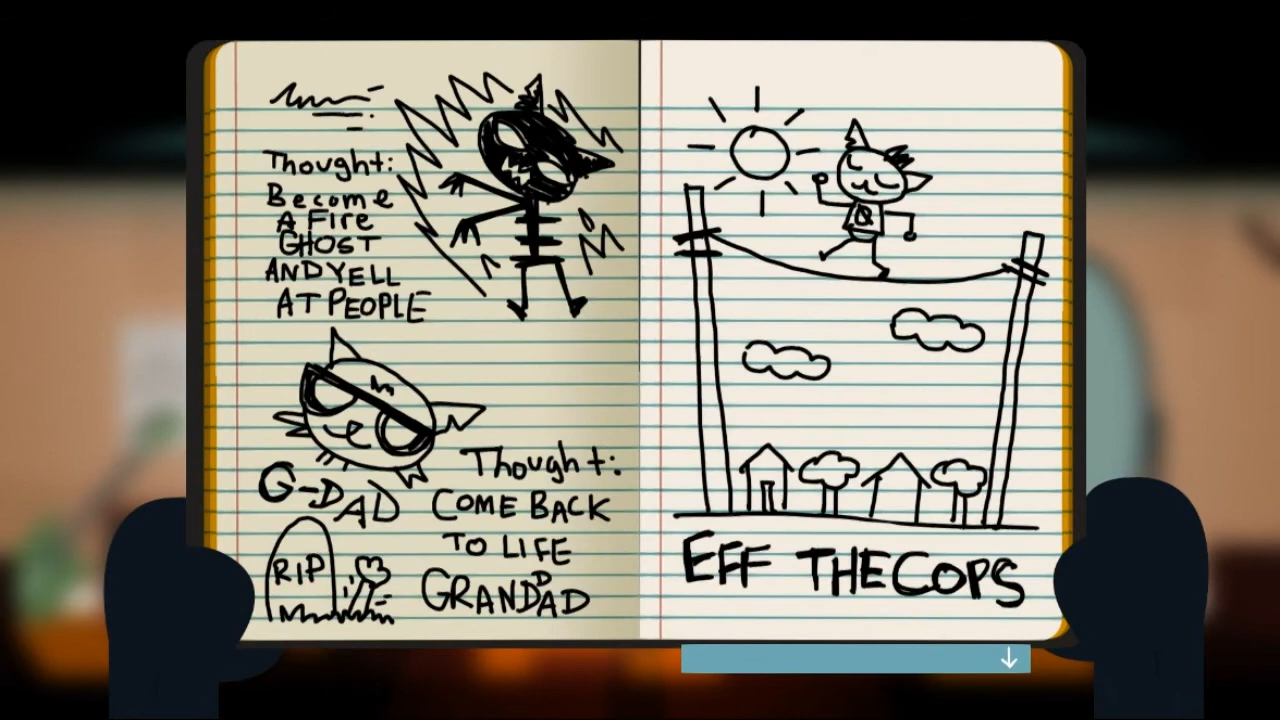 Thought:
Become
A Fire
GHOST
AND YELL
AT PEOPLE
G-DAD
RIP
Thought:
COME BACK
TO LIFE
GRANDDAD
EFF THE COPS